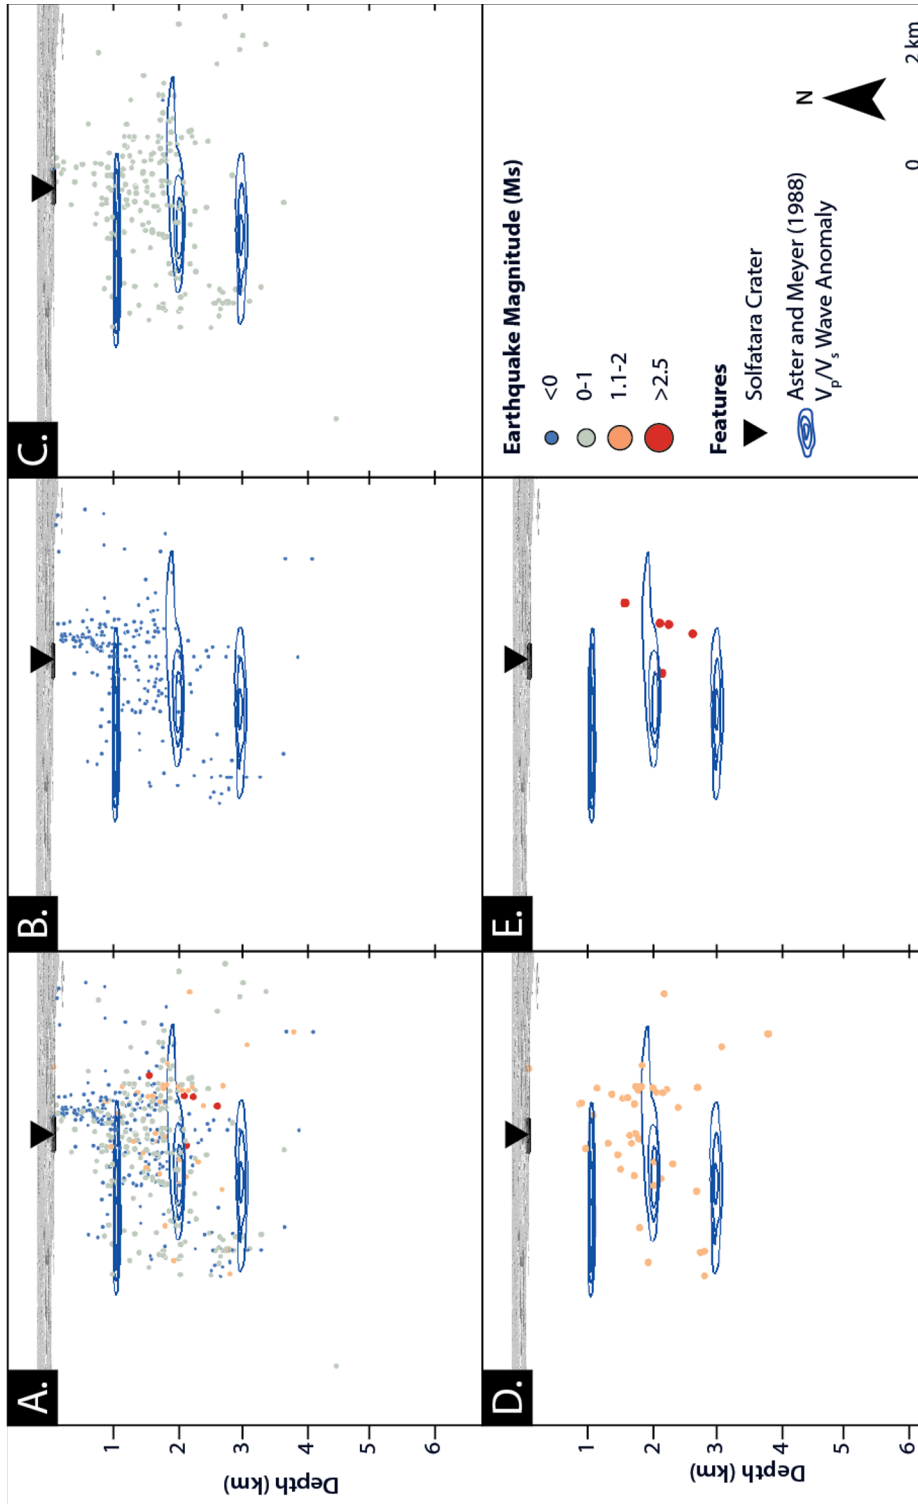 A.
B.
C.
1
2
3
4
5
6
Depth (km)
D.
E.
1
2
3
4
5
6
Depth (km)
Earthquake Magnitude (Ms)
<0
0-1
1.1-2
>2.5
Features
Solfatara Crater
Aster and Meyer (1988)
Vp/Vs Wave Anomaly
N
0 2 km